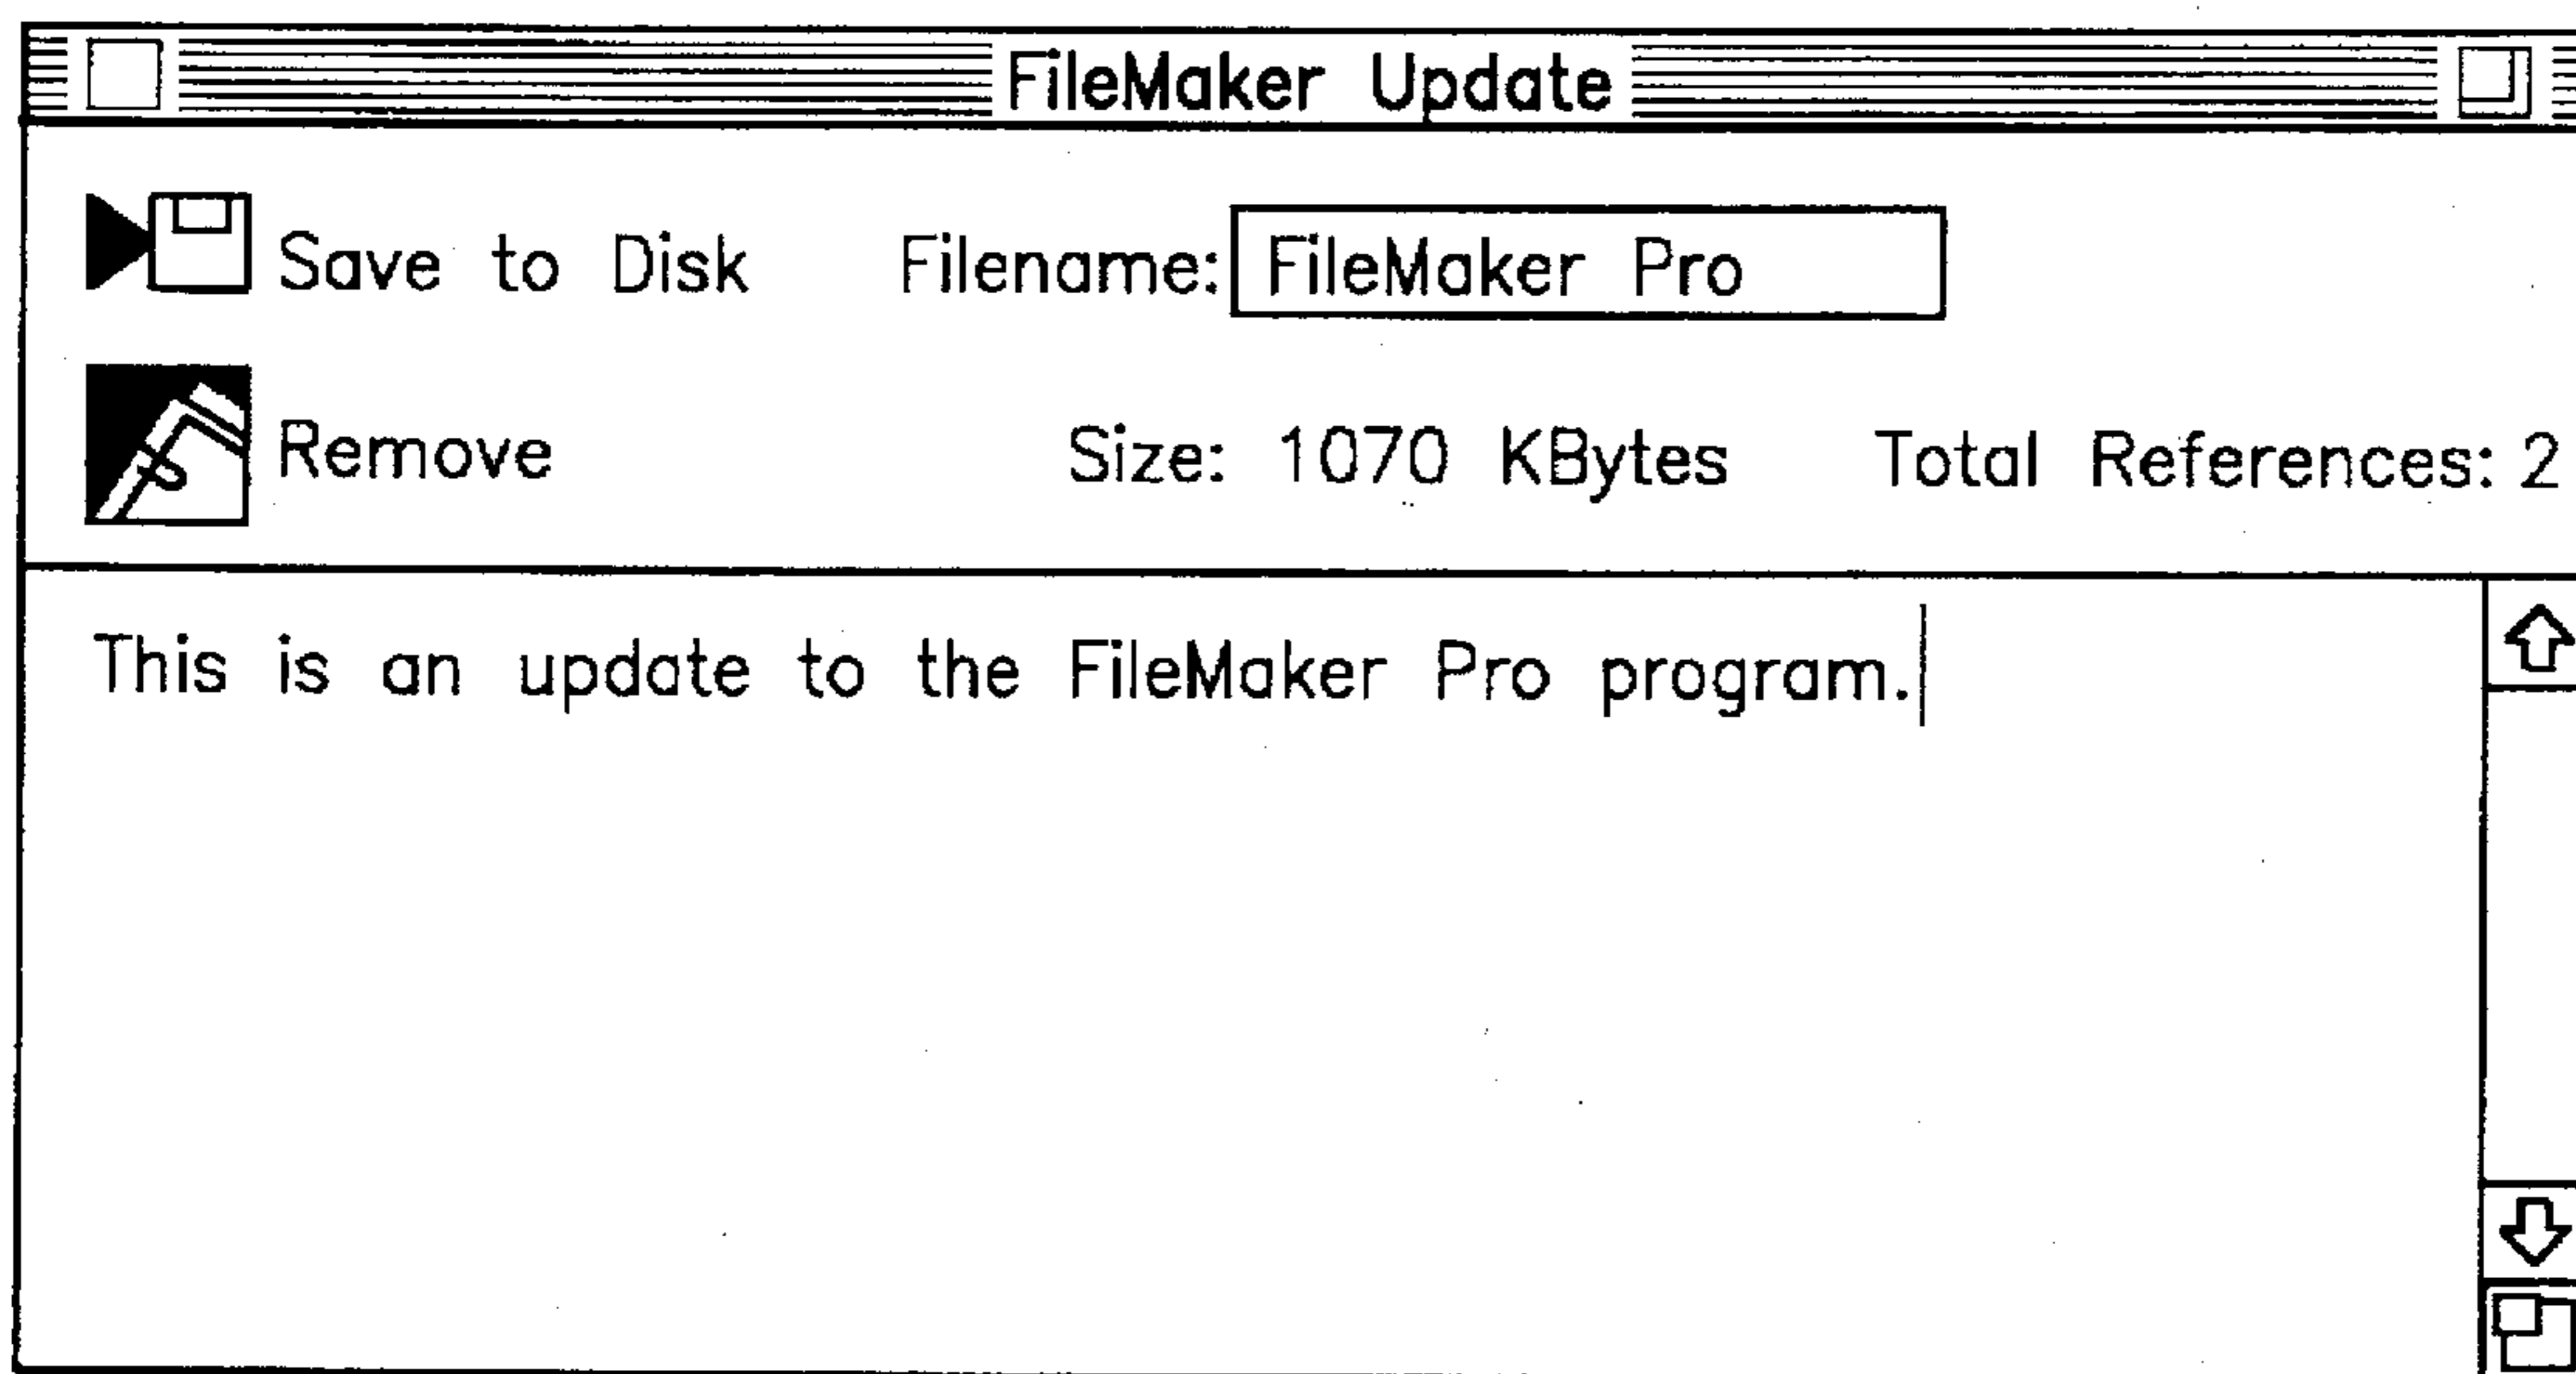 FileMaker Update
Save to Disk Filename: FileMaker Pro
Remove Size: 1070 KBytes Total References: 2
This is an update to the FileMaker Pro program.